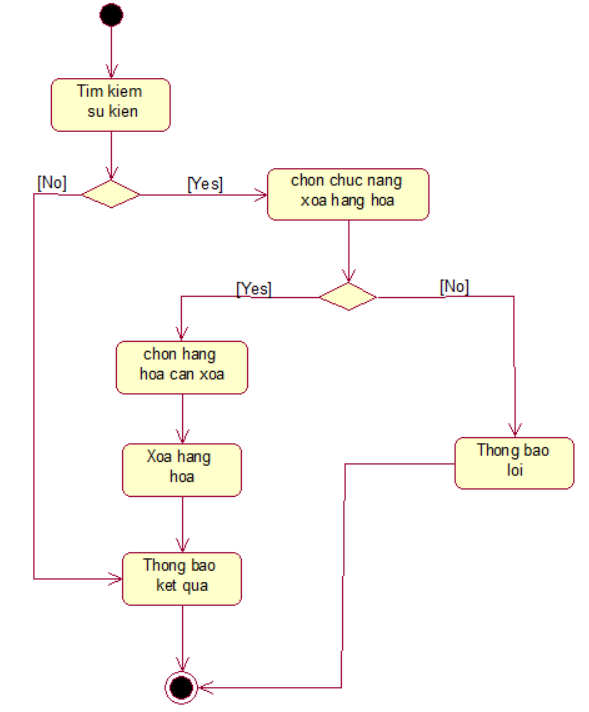 Tim kiem
su kien
[No]
[Yes]
chon chuc nang
xoa hang hoa
[Yes]
[No]
chon hang
hoa can xoa
Xoa hang
hoa
Thong bao
loi
Thong bao
ket qua